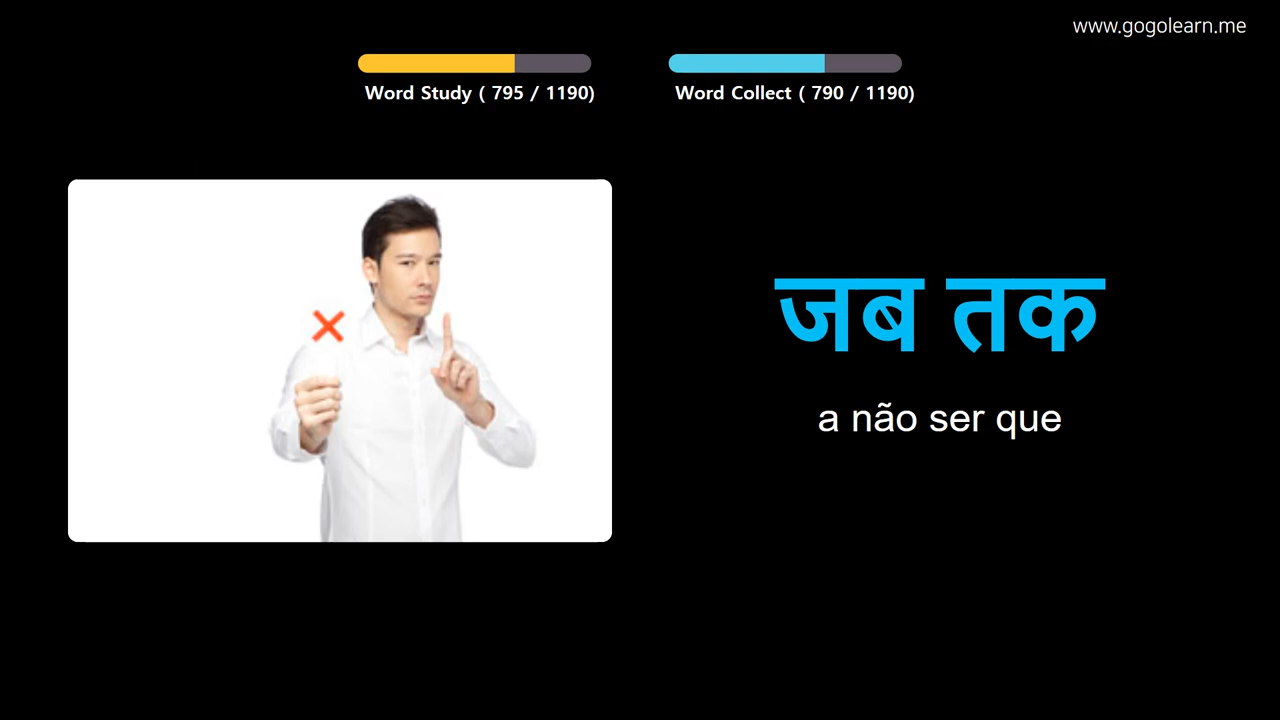 www.gogolearn.me
Word Study ( 795 / 1190)
Word Collect ( 790 / 1190)
जब तक
a não ser que